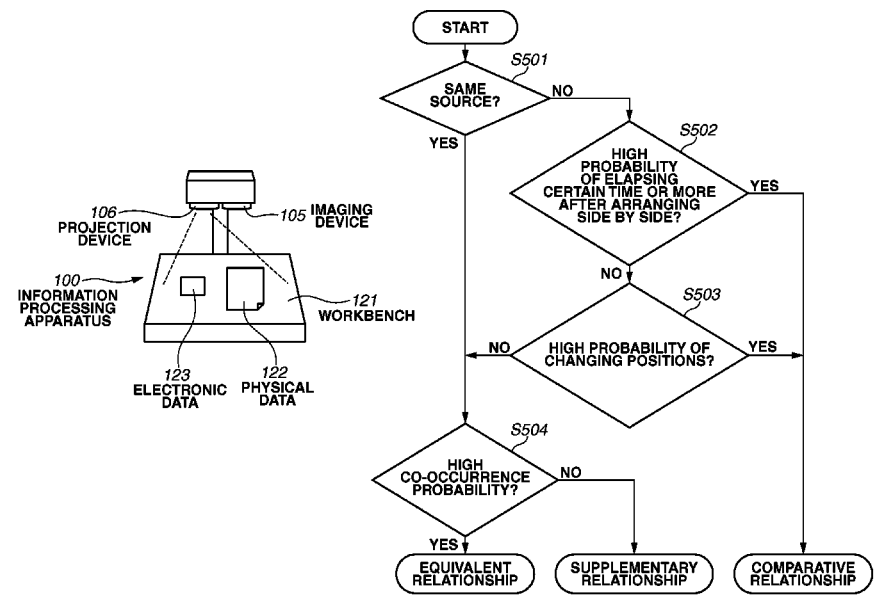 START
S501
SAME
SOURCE?
NO
YES
S502
HIGH
PROBABILITY
OF ELAPSING
CERTAIN TIME OR MORE
AFTER ARRANGING
SIDE BY SIDE?
YES
NO
S503
HIGH PROBABILITY OF
CHANGING POSITIONS?
NO
YES
S504
HIGH
CO-OCCURRENCE
PROBABILITY?
NO
YES
EQUIVALENT
RELATIONSHIP
SUPPLEMENTARY
RELATIONSHIP
COMPARATIVE
RELATIONSHIP
106
PROJECTION
DEVICE
105 IMAGING
DEVICE
100
INFORMATION
PROCESSING
APPARATUS
121
WORKBENCH
123
ELECTRONIC
DATA
122
PHYSICAL
DATA